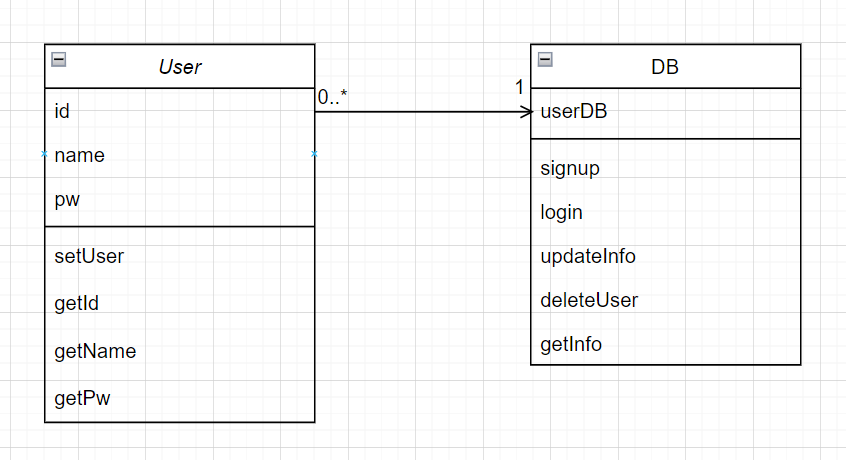 User
id
name
pw
setUser
getId
getName
getPw
0..*
1
DB
userDB
signup
login
updateInfo
deleteUser
getInfo